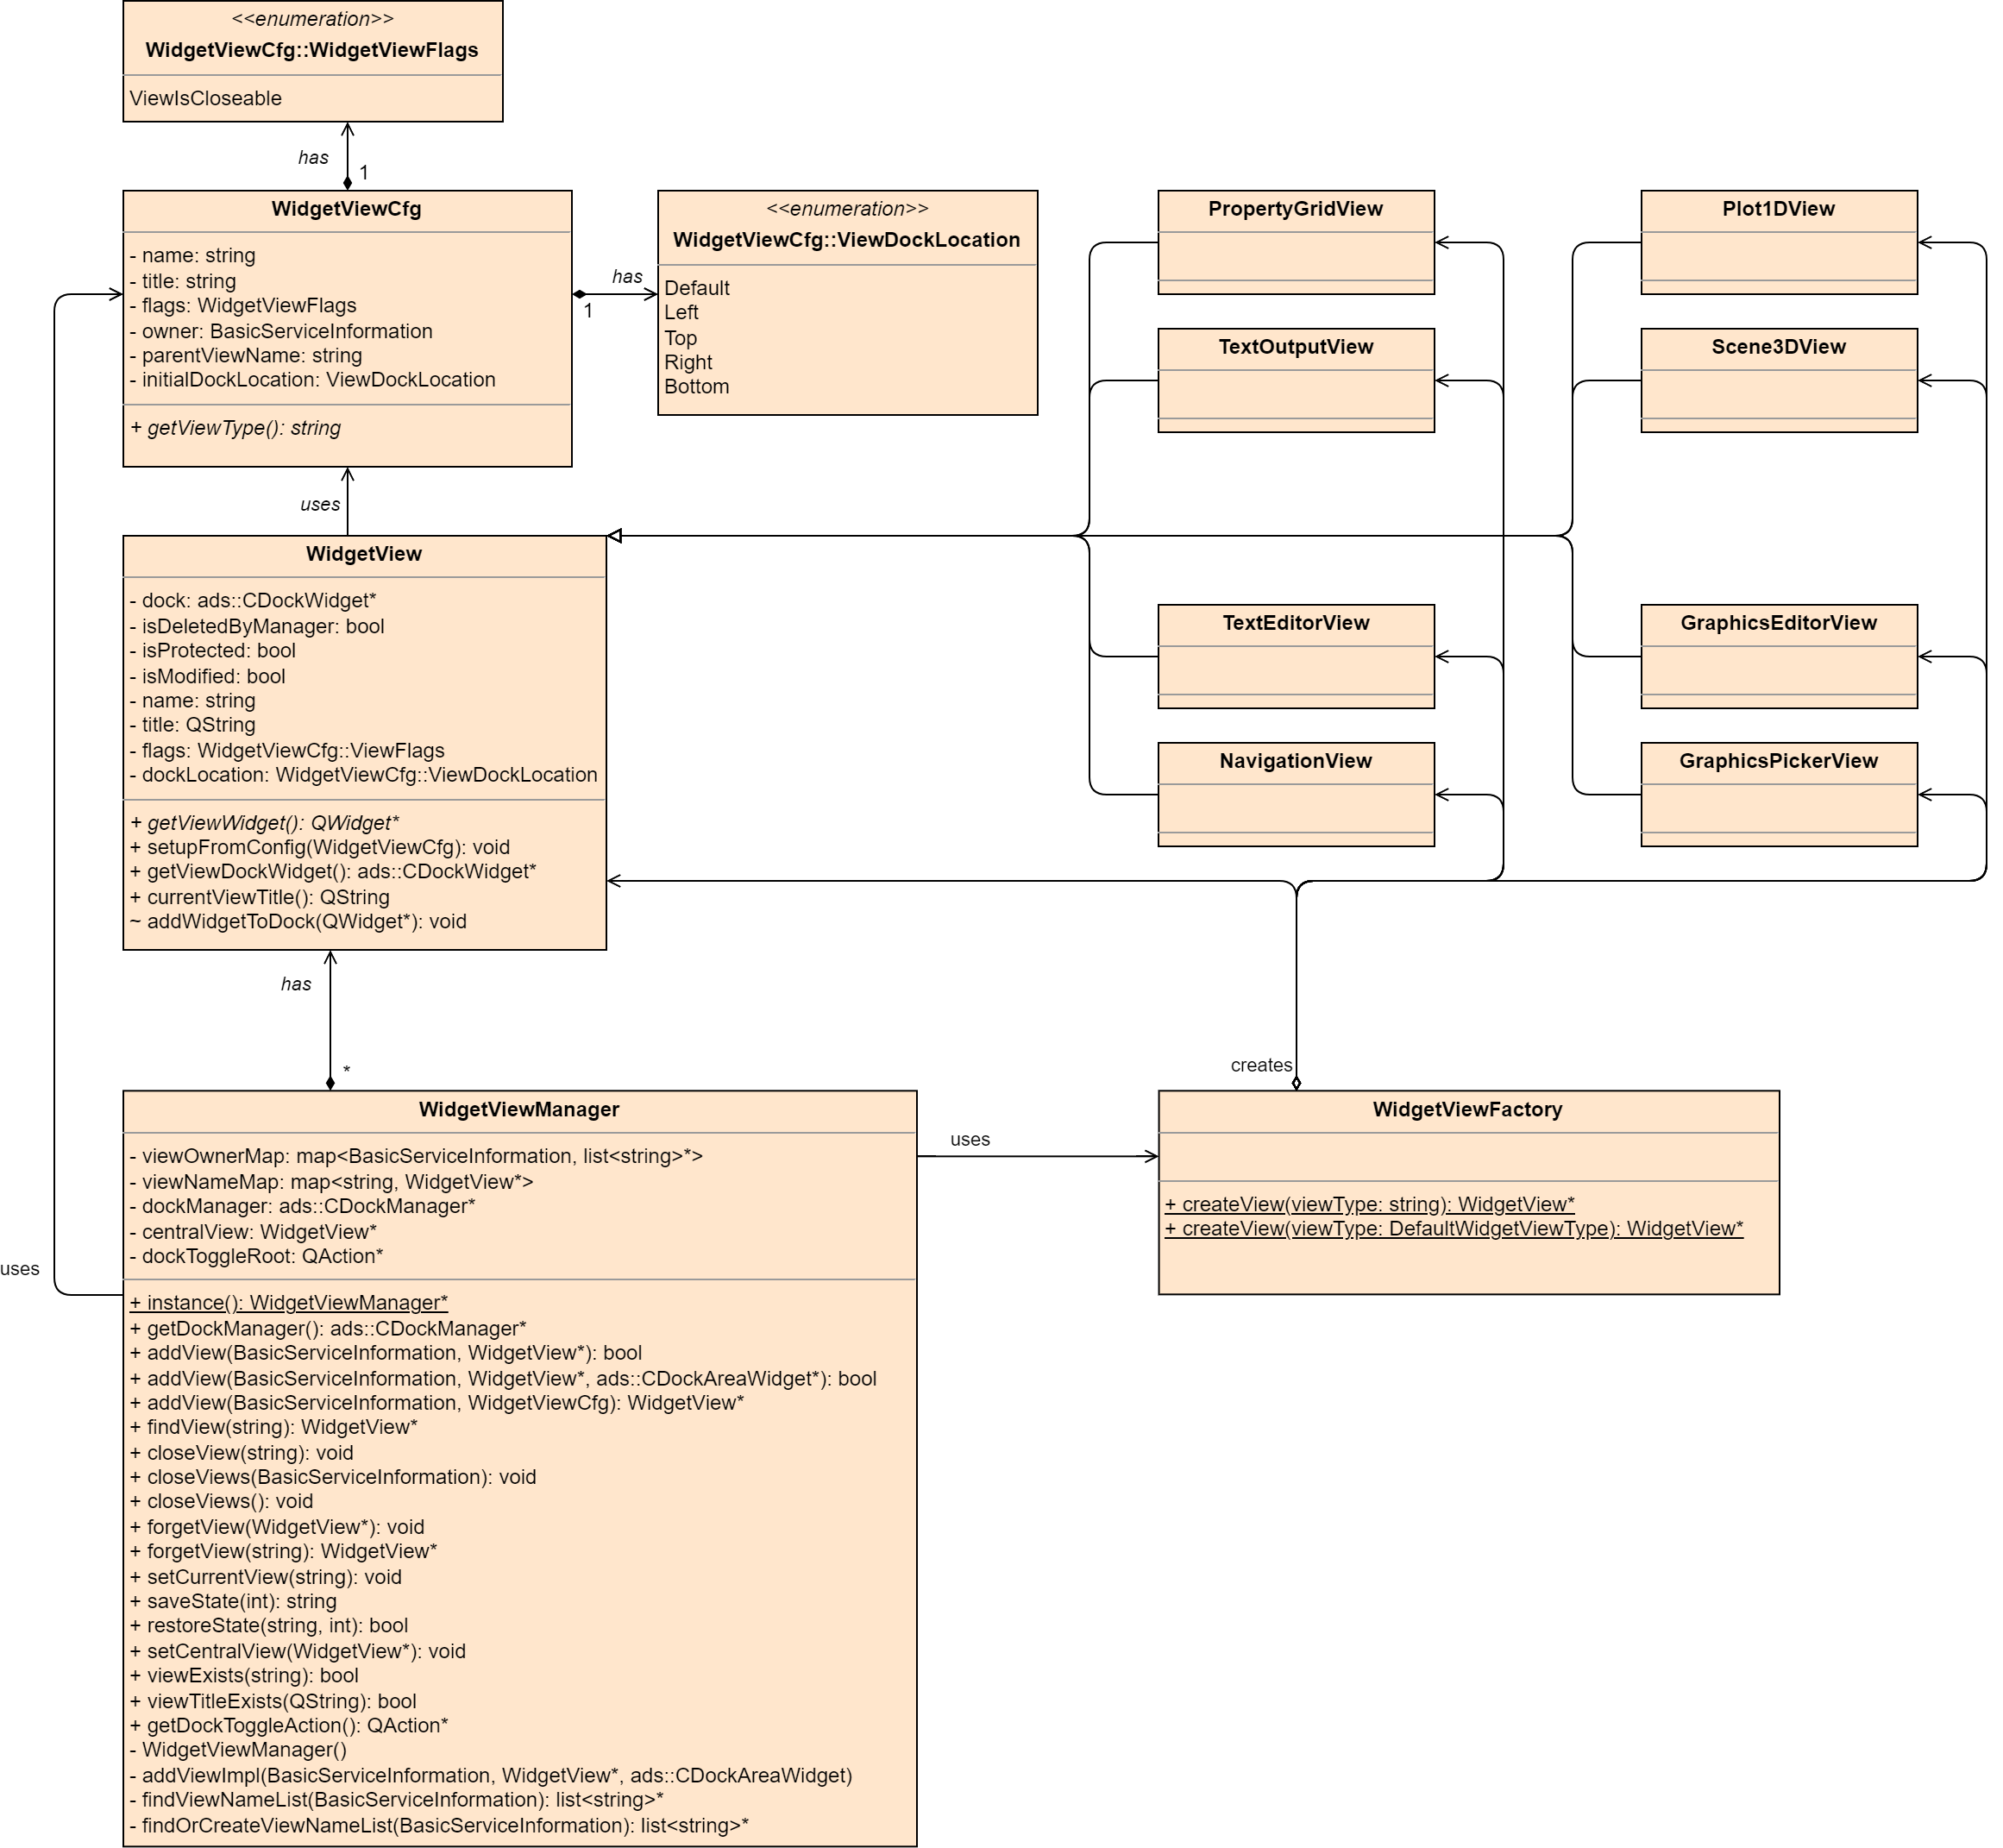 <<enumeration>>
WidgetViewCfg::WidgetViewFlags
ViewIsCloseable
has
1
WidgetViewCfg
- name: string
- title: string
- flags: WidgetViewFlags
- owner: BasicServiceInformation
- parentViewName: string
- initialDockLocation: ViewDockLocation
+ getViewType(): string
has
1
<<enumeration>>
WidgetViewCfg::ViewDockLocation
Default
Left
Top
Right
Bottom
PropertyGridView
Plot1DView
TextOutputView
Scene3DView
uses
WidgetView
- dock: ads::CDockWidget*
- isDeletedByManager: bool
- isProtected: bool
- isModified: bool
- name: string
- title: QString
- flags: WidgetViewCfg::ViewFlags
- dockLocation: WidgetViewCfg::ViewDockLocation
+ getViewWidget(): QWidget*
+ setupFromConfig(WidgetViewCfg): void
+ getViewDockWidget(): ads::CDockWidget*
+ currentViewTitle(): QString
~ addWidgetToDock(QWidget*): void
TextEditorView
GraphicsEditorView
NavigationView
GraphicsPickerView
has
*
creates
WidgetViewManager
- viewOwnerMap: map<BasicServiceInformation, list<string>*>
- viewNameMap: map<string, WidgetView*>
- dockManager: ads::CDockManager*
- centralView: WidgetView*
- dockToggleRoot: QAction*
+ instance(): WidgetViewManager*
+ getDockManager(): ads::CDockManager*
+ addView(BasicServiceInformation, WidgetView*): bool
+ addView(BasicServiceInformation, WidgetView*, ads::CDockAreaWidget*): bool
+ addView(BasicServiceInformation, WidgetViewCfg): WidgetView*
+ findView(string): WidgetView*
+ closeView(string): void
+ closeViews(BasicServiceInformation): void
+ closeViews(): void
+ forgetView(WidgetView*): void
+ forgetView(string): WidgetView*
+ setCurrentView(string): void
+ saveState(int): string
+ restoreState(string, int): bool
+ setCentralView(WidgetView*): void
+ viewExists(string): bool
+ viewTitleExists(QString): bool
+ getDockToggleAction(): QAction*
- WidgetViewManager()
- addViewImpl(BasicServiceInformation, WidgetView*, ads::CDockAreaWidget)
- findViewNameList(BasicServiceInformation): list<string>*
- findOrCreateViewNameList(BasicServiceInformation): list<string>*
uses
uses
WidgetViewFactory
+ createView(viewType: string): WidgetView*
+ createView(viewType: DefaultWidgetViewType): WidgetView*